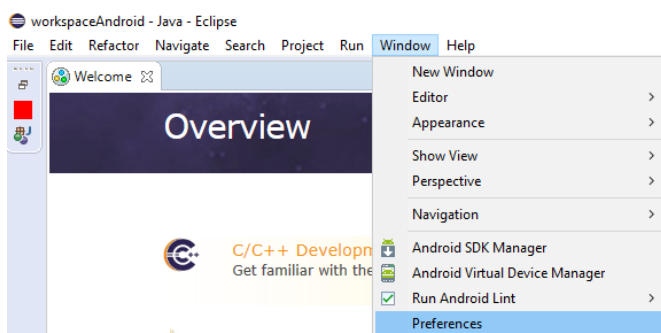 workspaceAndroid - Java - Eclipse
File Edit Refactor Navigate Search Project Run Window Help
Welcome
Overview
C/C++ Developm
Get familiar with the
New Window
Editor
Appearance
Show View
Perspective
Navigation
Android SDK Manager
Android Virtual Device Manager
Run Android Lint
Preferences